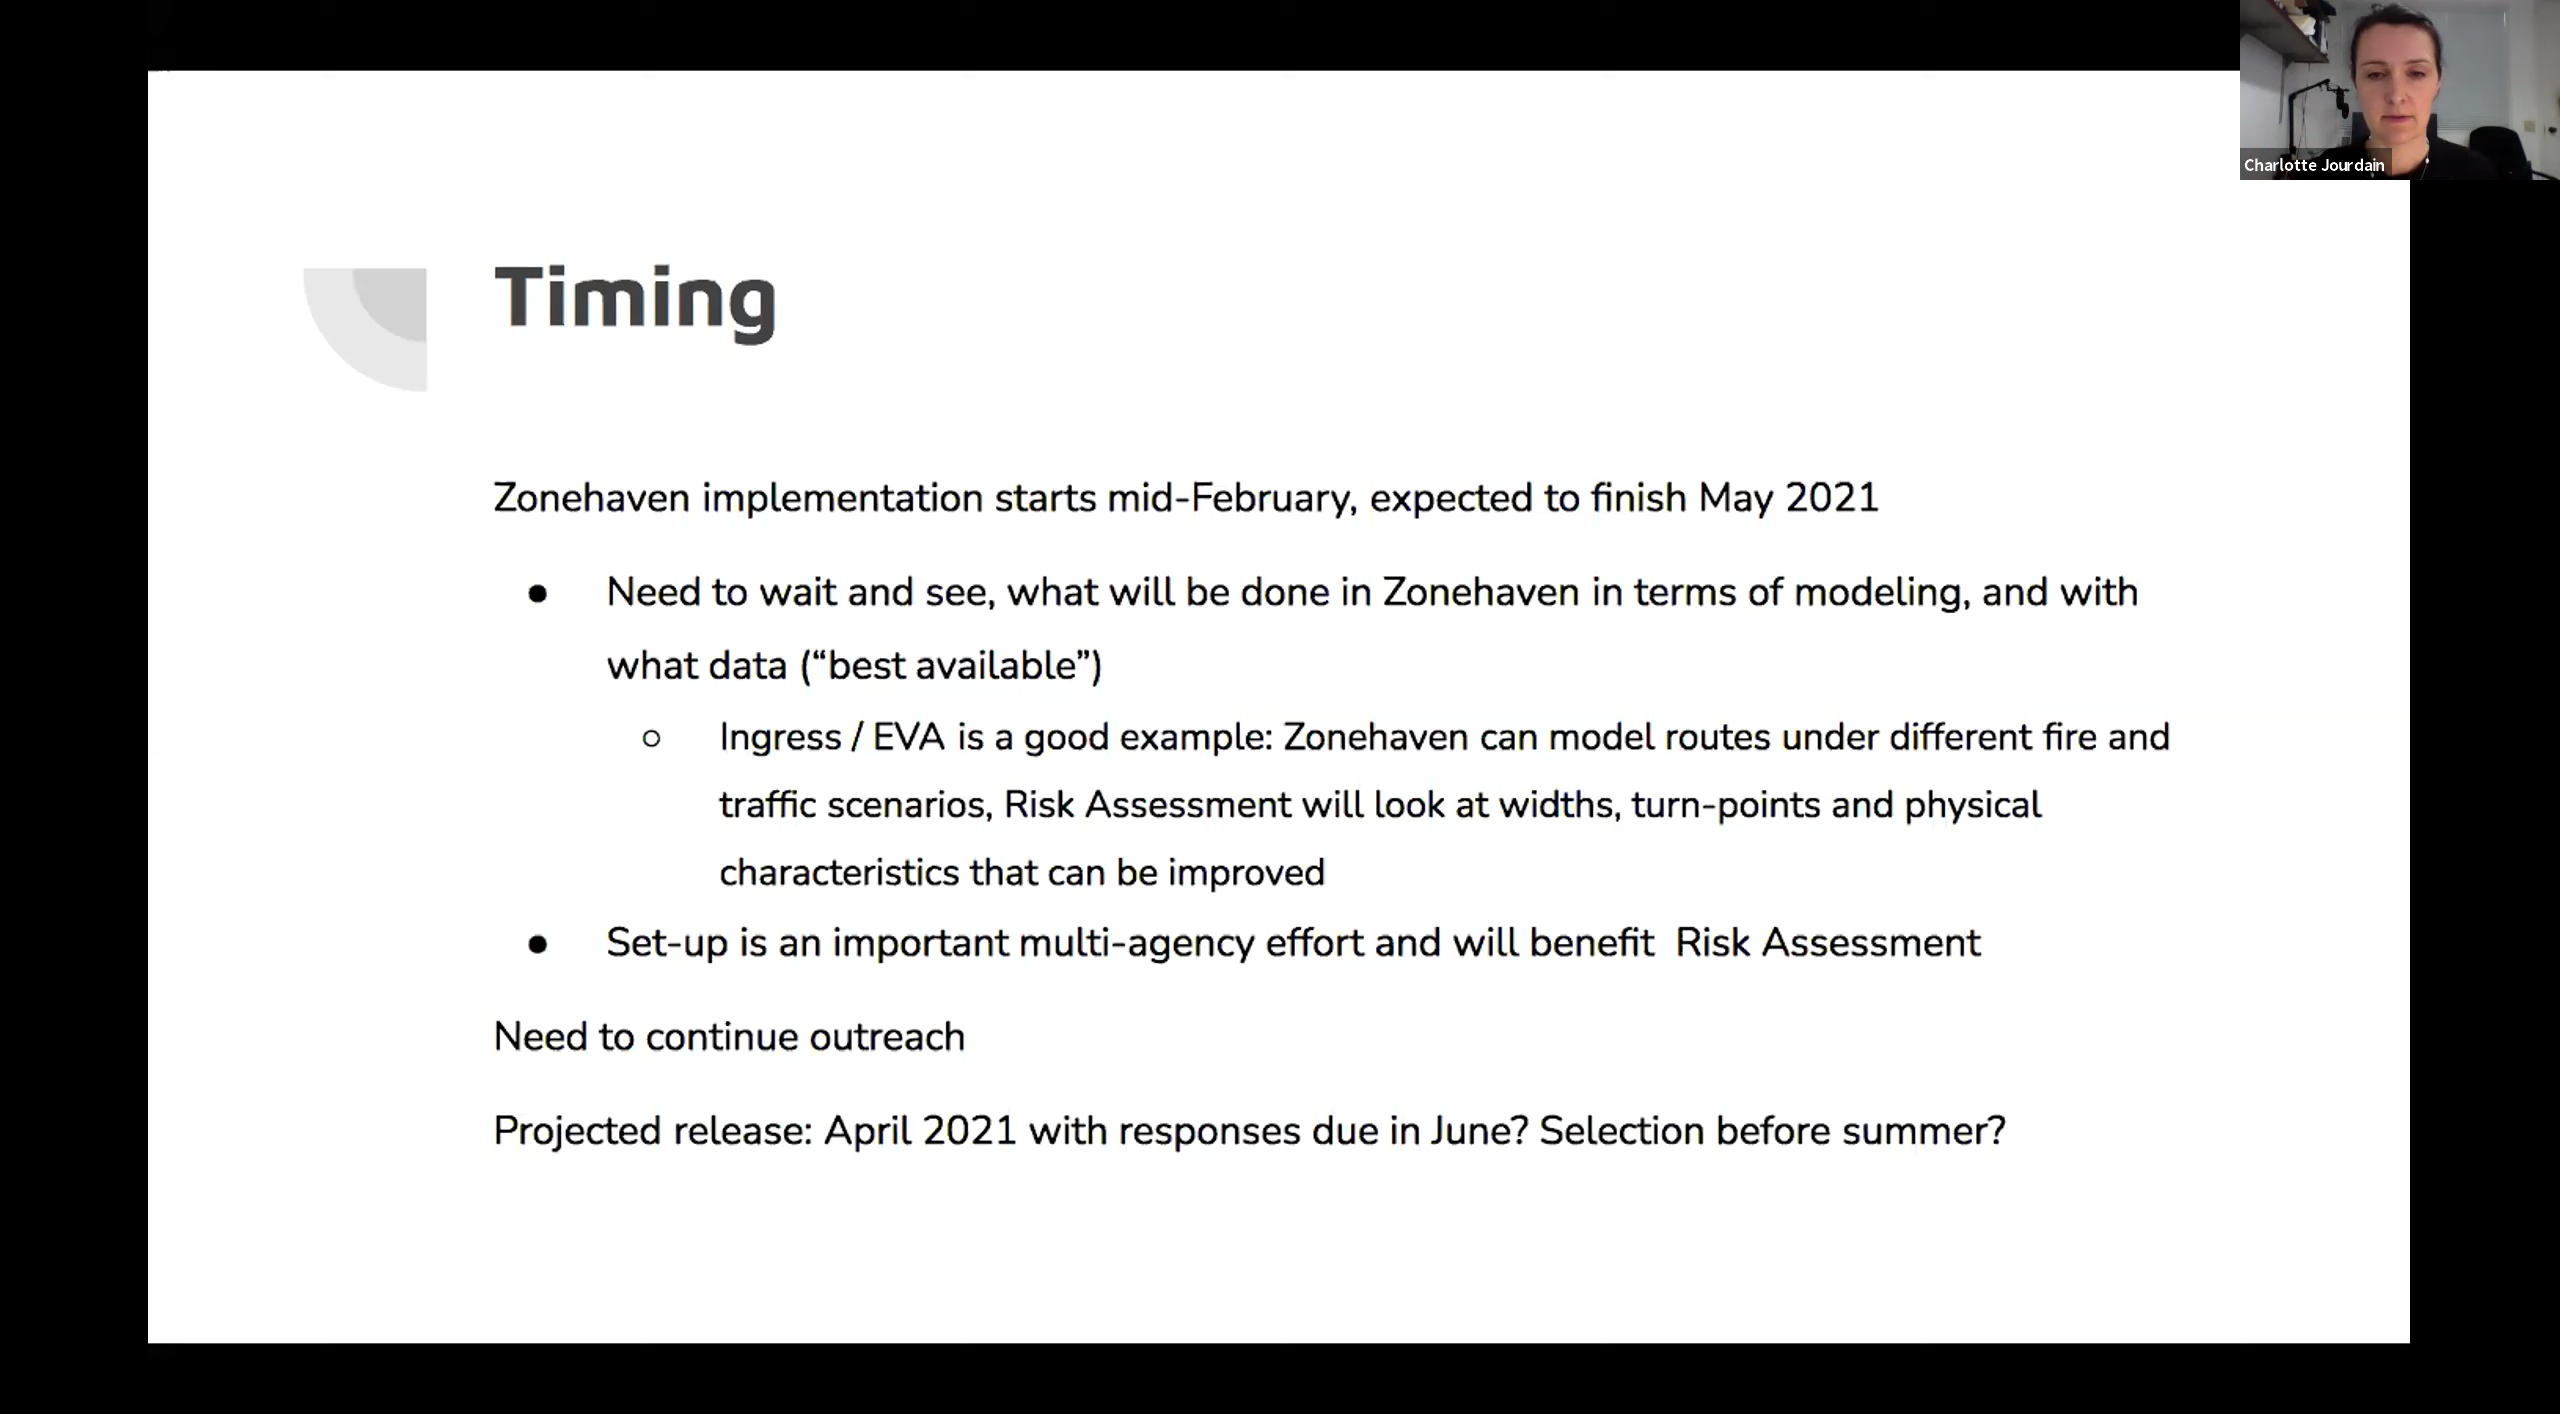 Charlotte Jourdain
Timing
Zonehaven implementation starts mid-February, expected to finish May 2021
● Need to wait and see, what will be done in Zonehaven in terms of modeling, and with
what data (“best available”)
○ Ingress / EVA is a good example: Zonehaven can model routes under different fire and
traffic scenarios, Risk Assessment will look at widths, turn-points and physical
characteristics that can be improved
● Set-up is an important multi-agency effort and will benefit  Risk Assessment
Need to continue outreach
Projected release: April 2021 with responses due in June? Selection before summer?